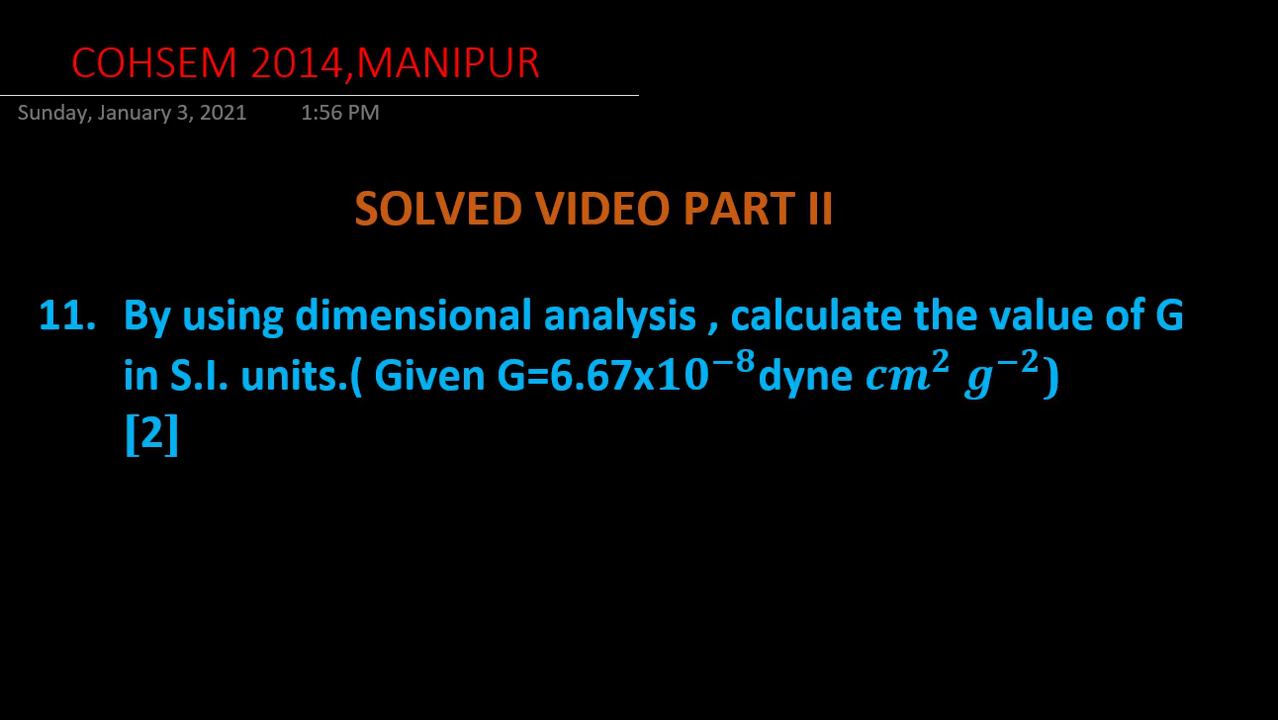 COHSEM 2014,MANIPUR
Sunday, January 3, 2021 1:56 PM
SOLVED VIDEO PART II
11. By using dimensional analysis , calculate the value of G
in S.I. units.( Given G=6.67x10⁻⁸dyne cm² g⁻²)
[2]